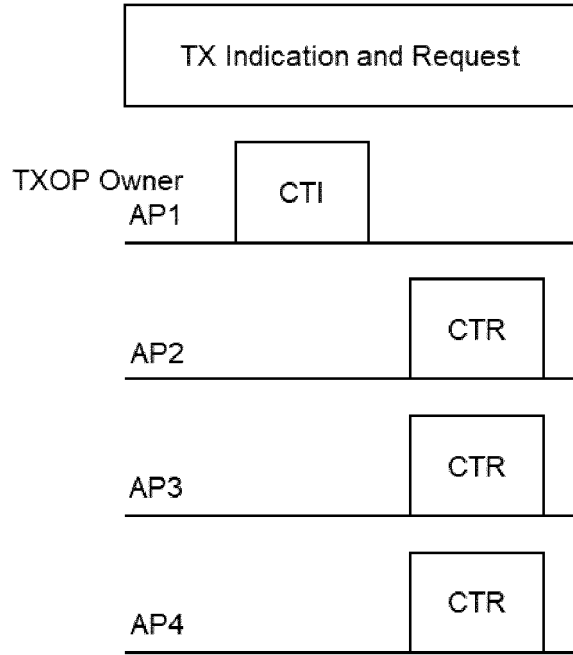 TX Indication and Request
TXOP Owner
AP1
CTI
AP2
CTR
AP3
CTR
AP4
CTR